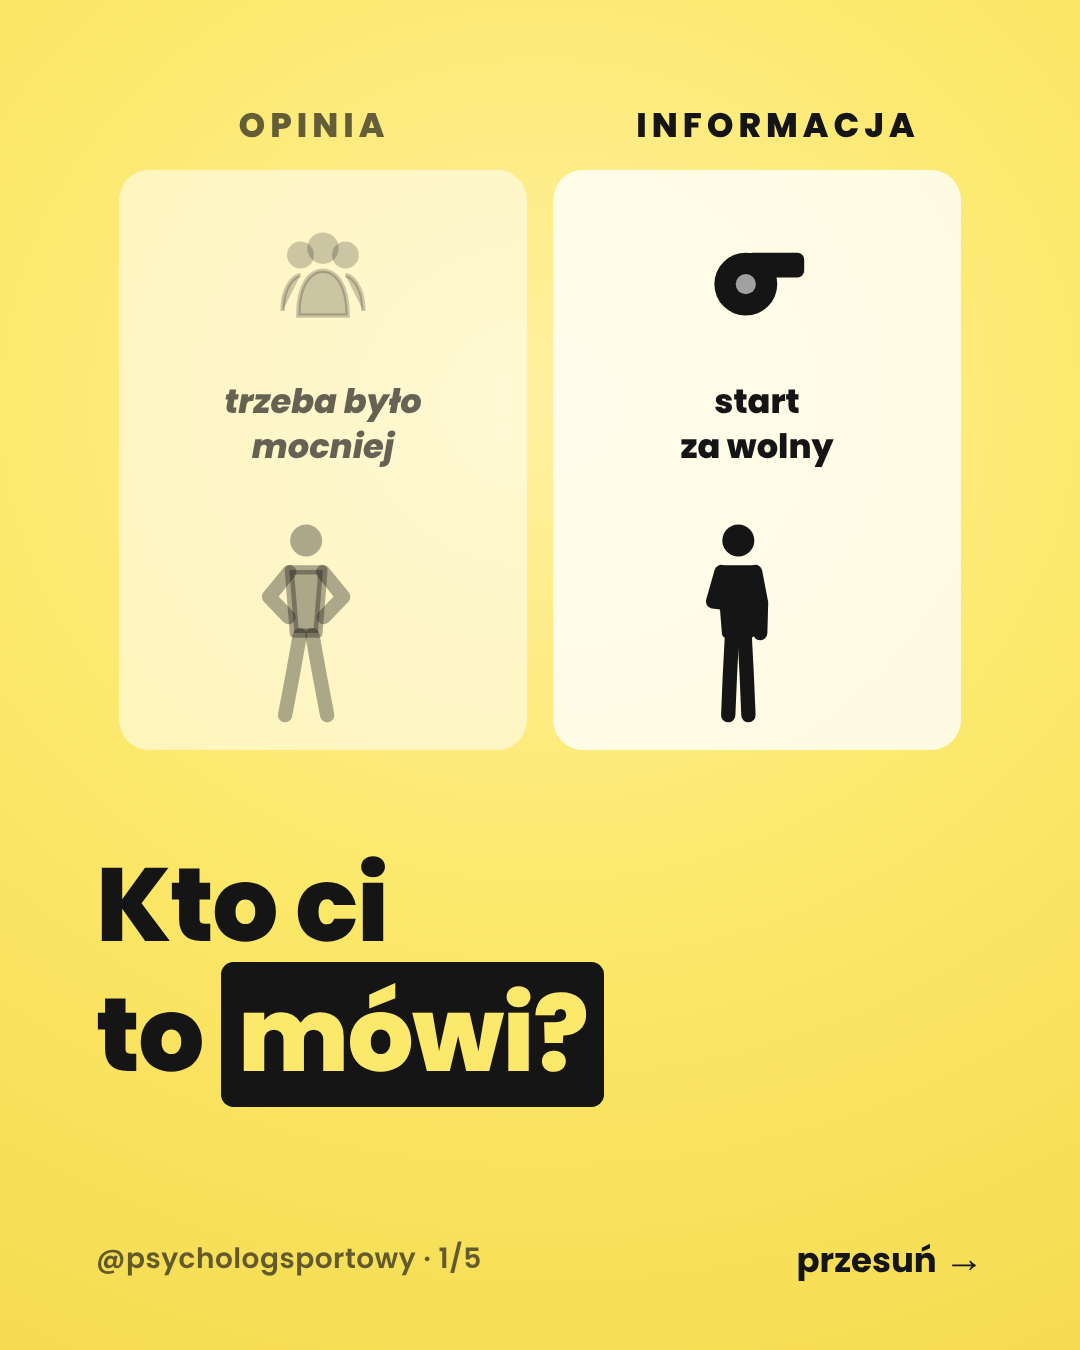 OPINIA
INFORMACJA
trzeba było
mocniej
start
za wolny
Kto ci
to mówi?
@psychologsportowy · 1/5
przesuń →